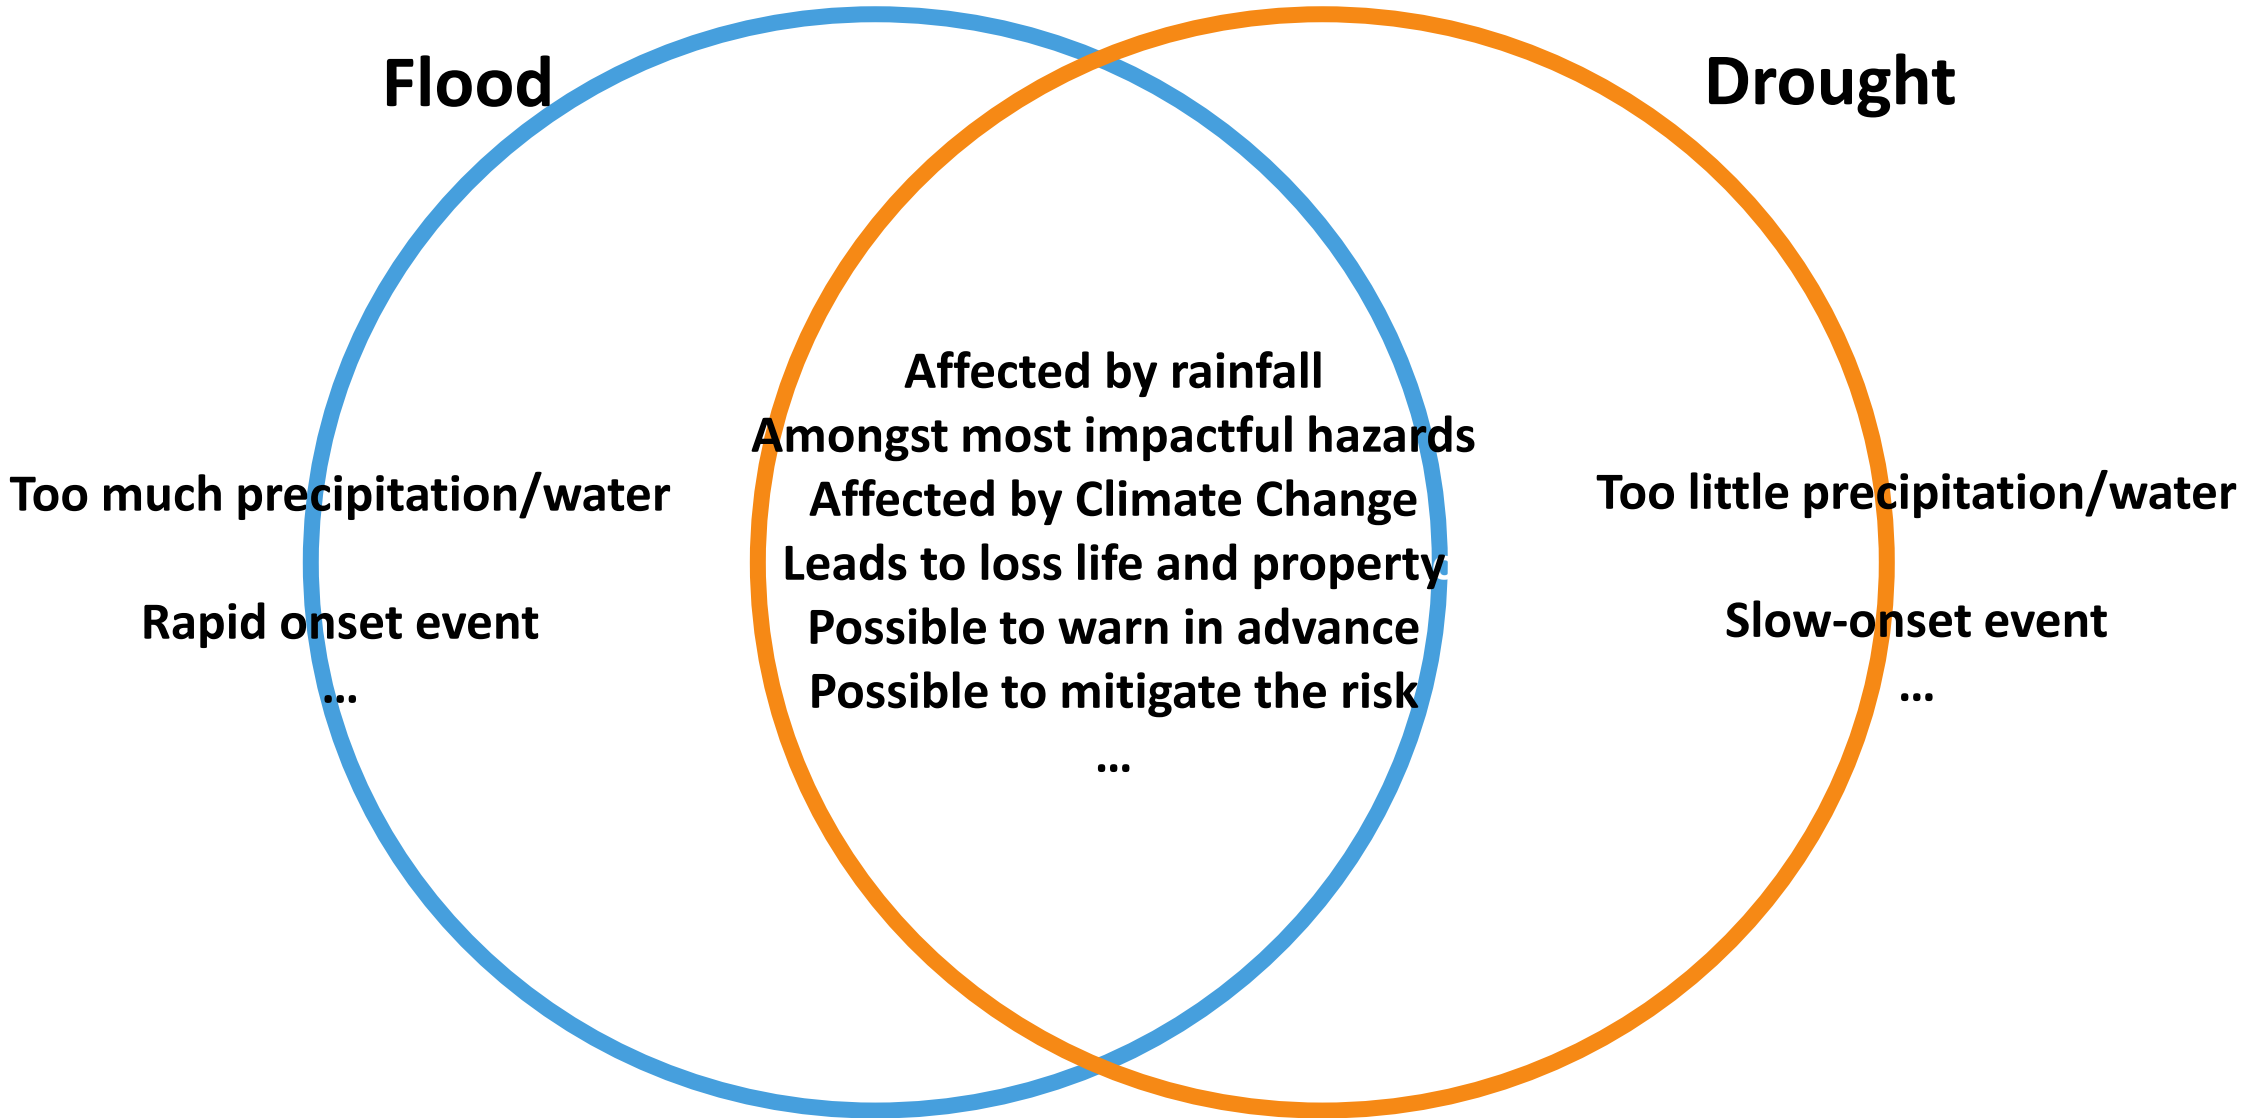 Flood
Drought
Too much precipitation/water
Rapid onset event
...
Affected by rainfall
Amongst most impactful hazards
Affected by Climate Change
Leads to loss life and property
Possible to warn in advance
Possible to mitigate the risk
...
Too little precipitation/water
Slow-onset event
...